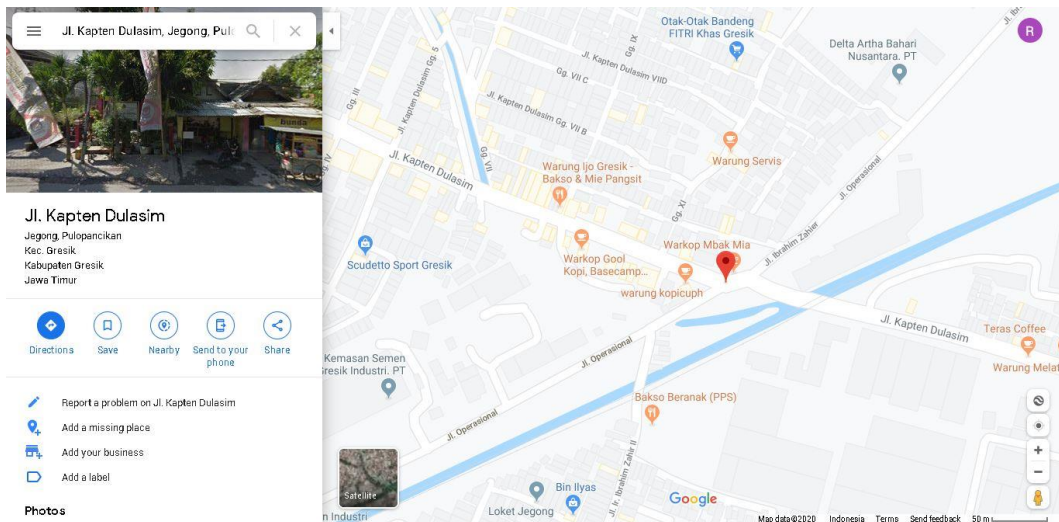 Jl. Kapten Dulasim, Jegong, Pulo
Bunda
Jl. Kapten Dulasim
Jegong, Pulopancikan
Kec. Gresik
Kabupaten Gresik
Jawa Timur
Directions
Save
Nearby
Send to your
phone
Share
Report a problem on Jl. Kapten Dulasim
Add a missing place
Add your business
Add a label
Photos
R
Otak-Otak Bandeng
FITRI Khas Gresik
Jl. Ibrahim
Delta Artha Bahari
Nusantara. PT
Gg. IX
Jl. Kapten Dulasim VIID
Gg. VII C
Jl. Kapten Dulasim Gg. 5
Gg. III
Jl. Kapten Dulasim Gg. VII B
Gg. IV
Gg. VII
Jl. Kapten Dulasim
Warung Servis
Warung Ijo Gresik -
Bakso & Mie Pangsit
Jl. Operasional
Gg. XI
Scudetto Sport Gresik
Warkop Gool
Kopi, Basecamp...
Warkop Mbak Mia
Jl. Ibrahim Zahier
warung kopicuph
Jl. Kapten Dulasim
Teras Coffee
Warung Melat
Kemasan Semen
Gresik Industri. PT
Jl. Operasional
Bakso Beranak (PPS)
Jl. Operasional
Jl. Ir. Ibrahim Zahir II
Satellite
Bin Ilyas
Loket Jegong
n Industri
Google
Map data ©2020
Indonesia
Terms
Send feedback
50 m